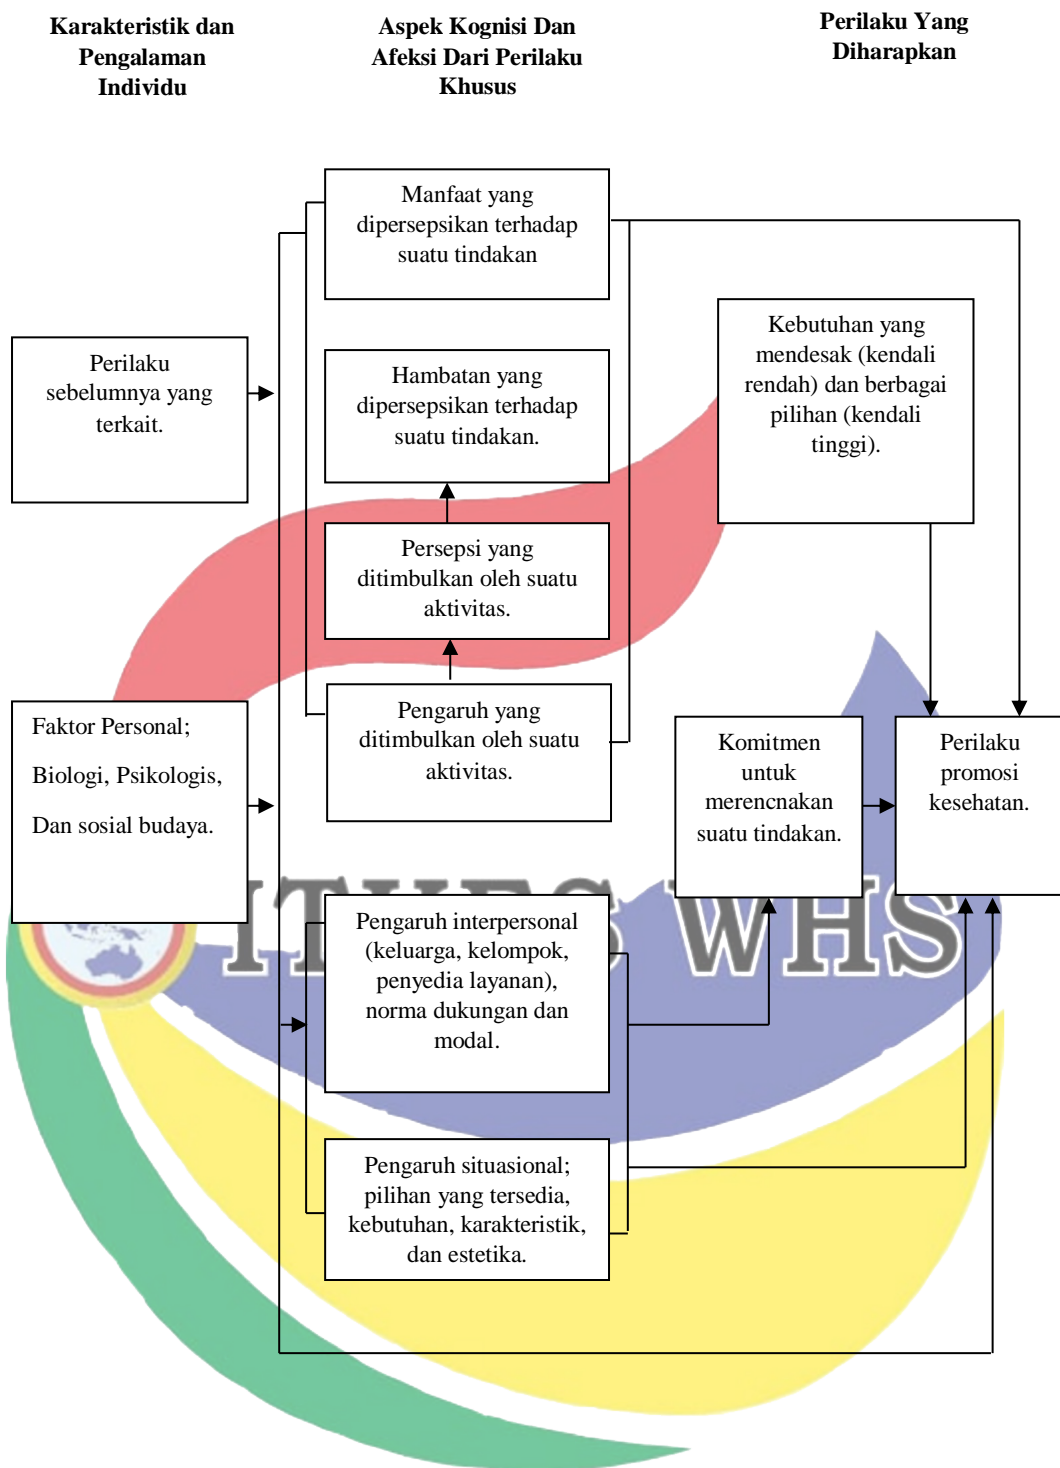 Karakteristik dan
Pengalaman
Individu
Aspek Kognisi Dan
Afeksi Dari Perilaku
Khusus
Perilaku Yang
Diharapkan
Manfaat yang
dipersepsikan terhadap
suatu tindakan
Perilaku
sebelumnya yang
terkait.
Hambatan yang
dipersepsikan terhadap
suatu tindakan.
Kebutuhan yang
mendesak (kendali
rendah) dan berbagai
pilihan (kendali
tinggi).
Persepsi yang
ditimbulkan oleh suatu
aktivitas.
Faktor Personal;
Biologi, Psikologis,
Dan sosial budaya.
Pengaruh yang
ditimbulkan oleh suatu
aktivitas.
Komitmen
untuk
merencnakan
suatu tindakan.
Perilaku
promosi
kesehatan.
Pengaruh interpersonal
(keluarga, kelompok,
penyedia layanan),
norma dukungan dan
modal.
Pengaruh situasional;
pilihan yang tersedia,
kebutuhan, karakteristik,
dan estetika.
WHS